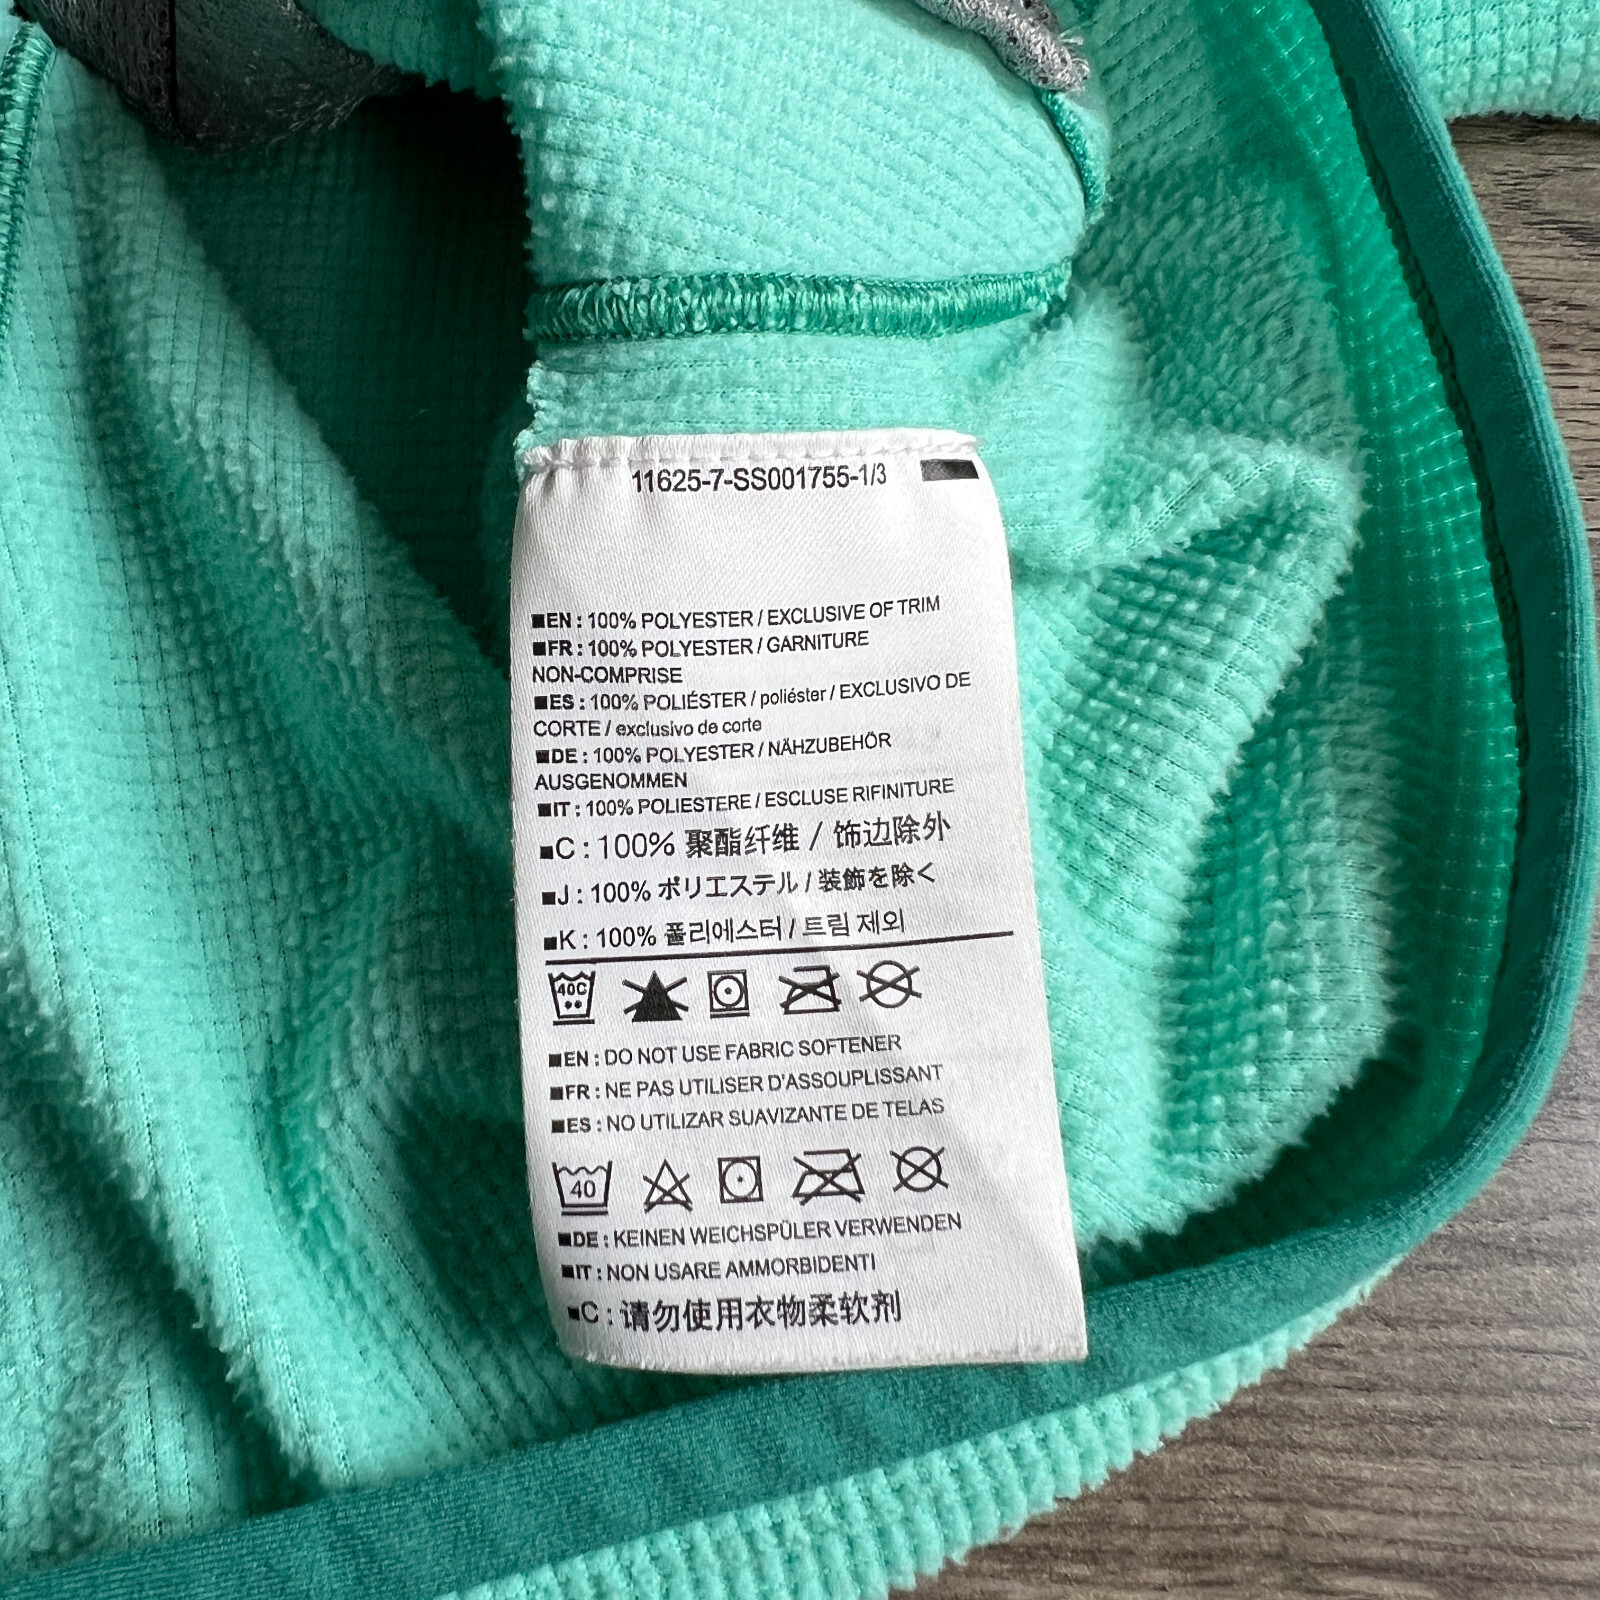 11625-7-SS001755-1/3
■EN : 100% POLYESTER / EXCLUSIVE OF TRIM
■FR : 100% POLYESTER / GARNITURE
NON-COMPRISE
■ES : 100% POLIÉSTER / poliéster / EXCLUSIVO DE
CORTE / exclusivo de corte
■DE : 100% POLYESTER / NÄHZUBEHÖR
AUSGENOMMEN
■IT : 100% POLIESTERE / ESCLUSE RIFINITURE
■C : 100% 聚酯纤维 / 饰边除外
■J : 100% ポリエステル / 装飾を除く
■K : 100% 폴리에스터 / 트림 제외
40C
■EN : DO NOT USE FABRIC SOFTENER
■FR : NE PAS UTILISER D'ASSOUPLISSANT
■ES : NO UTILIZAR SUAVIZANTE DE TELAS
40
■DE : KEINEN WEICHSPÜLER VERWENDEN
■IT : NON USARE AMMORBIDENTI
■C : 请勿使用衣物柔软剂